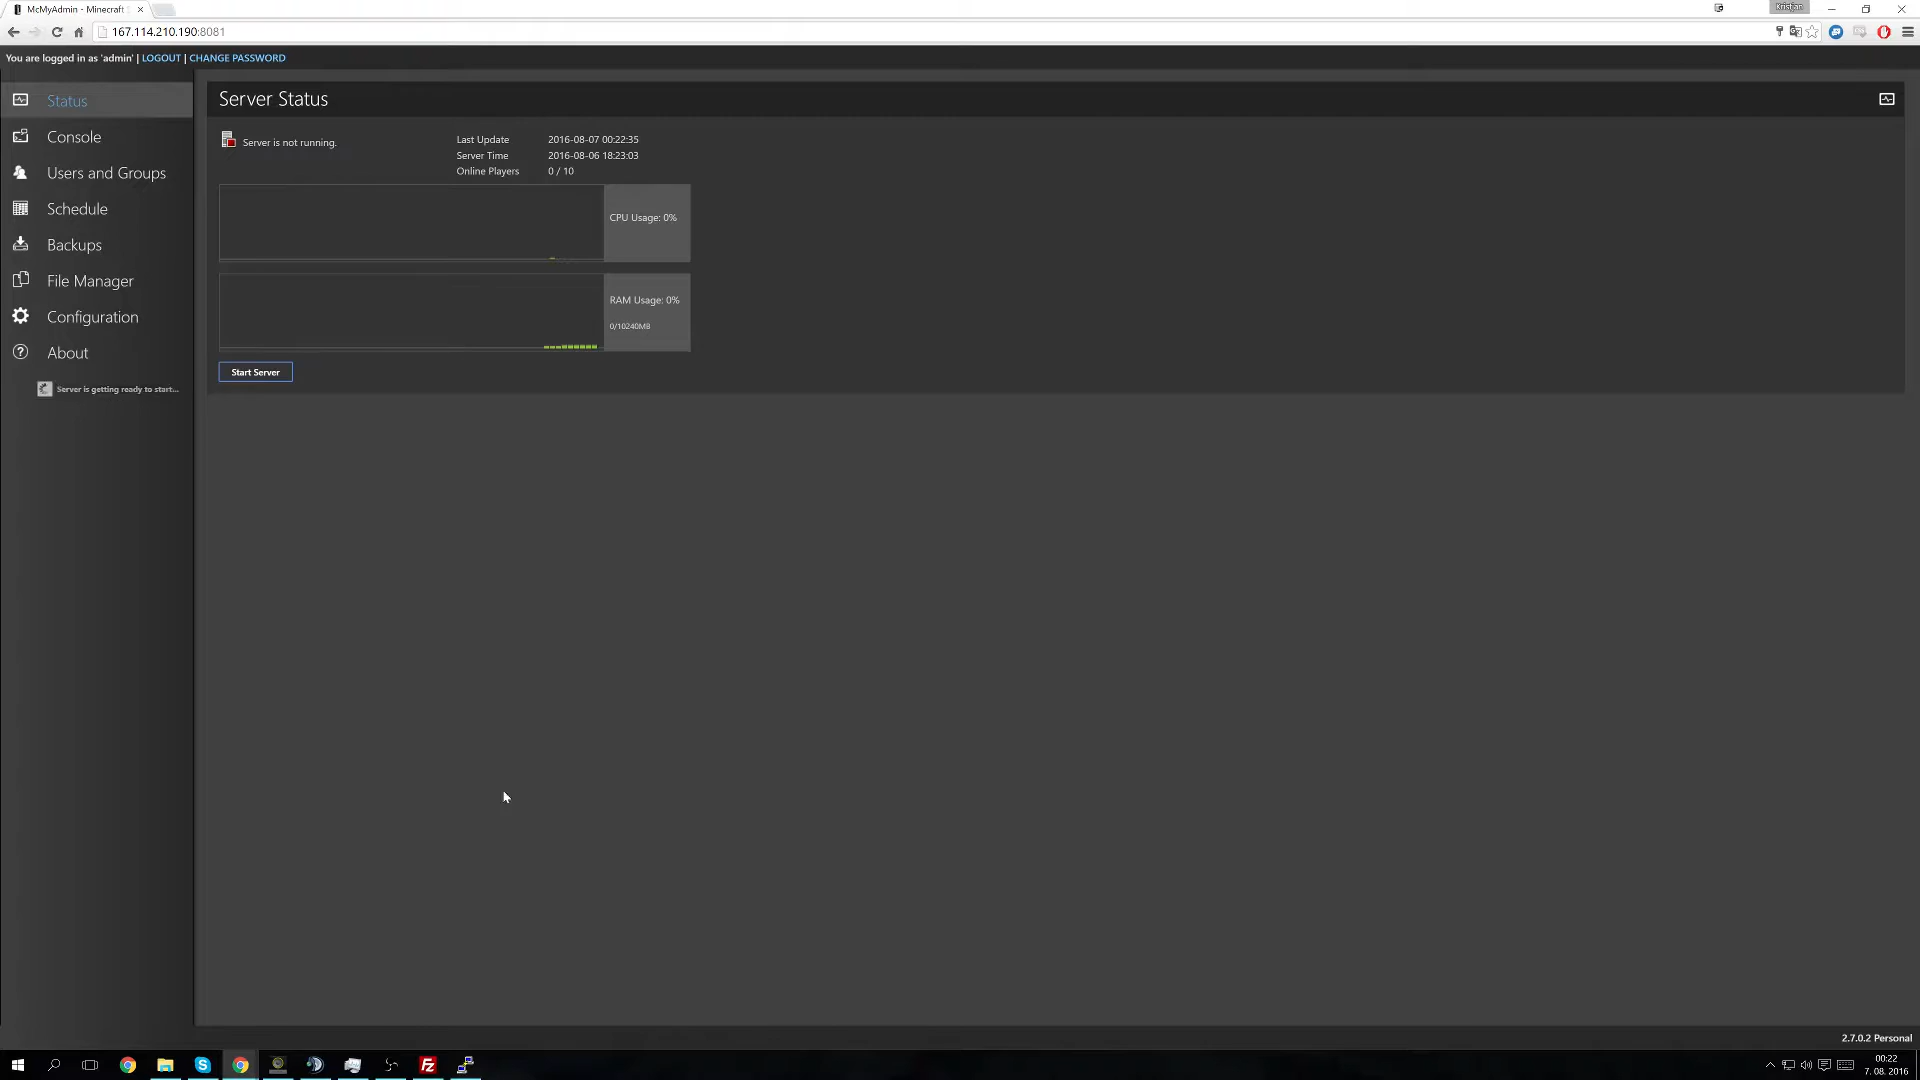 McMyAdmin - Minecraft
Kristjan
167.114.210.190:8081
You are logged in as 'admin' | LOGOUT | CHANGE PASSWORD
Status
Console
Users and Groups
Schedule
Backups
File Manager
Configuration
About
Server is getting ready to start...
Server Status
Server is not running.
Last Update 2016-08-07 00:22:35
Server Time 2016-08-06 18:23:03
Online Players 0 / 10
CPU Usage: 0%
RAM Usage: 0%
0/10240MB
Start Server
2.7.0.2 Personal
00:22
7. 08. 2016